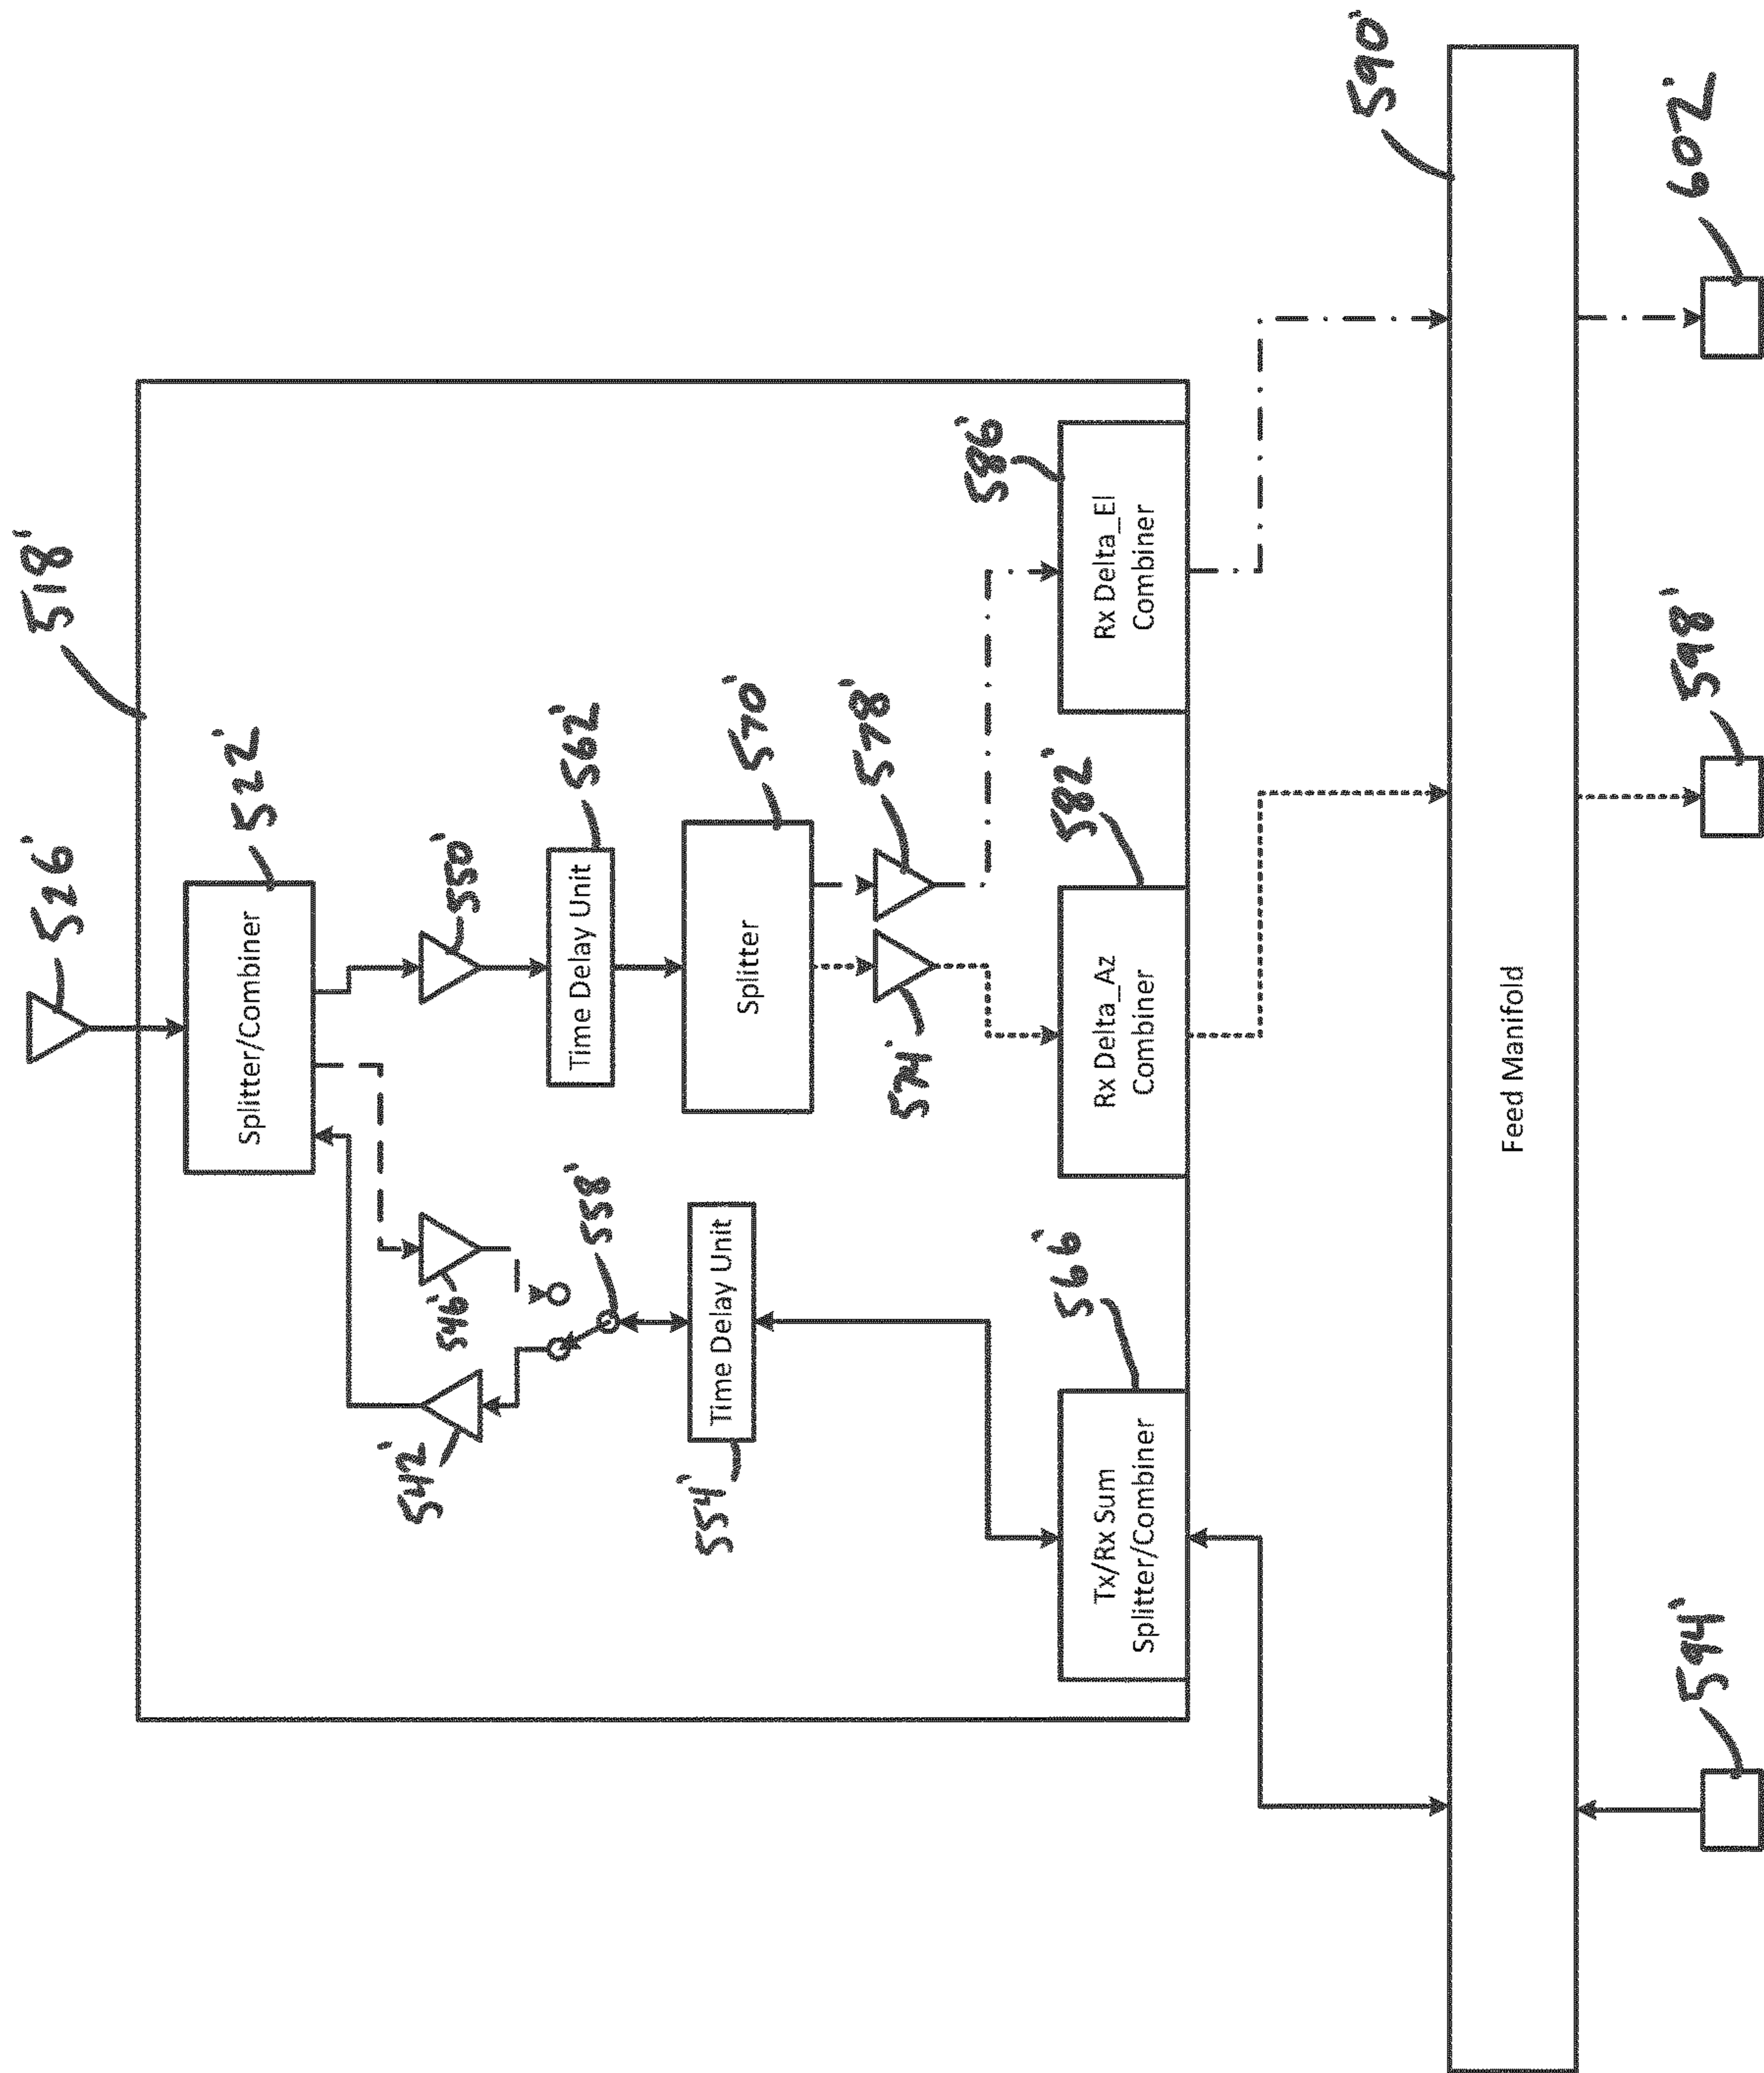 526'
518'
522'
Splitter/Combiner
550'
546'
542'
558'
562'
Time Delay Unit
554'
Time Delay Unit
570'
Splitter
574'
578'
566'
Tx/Rx Sum
Splitter/Combiner
582'
Rx Delta_Az
Combiner
586'
Rx Delta_El
Combiner
590'
Feed Manifold
594'
598'
602'